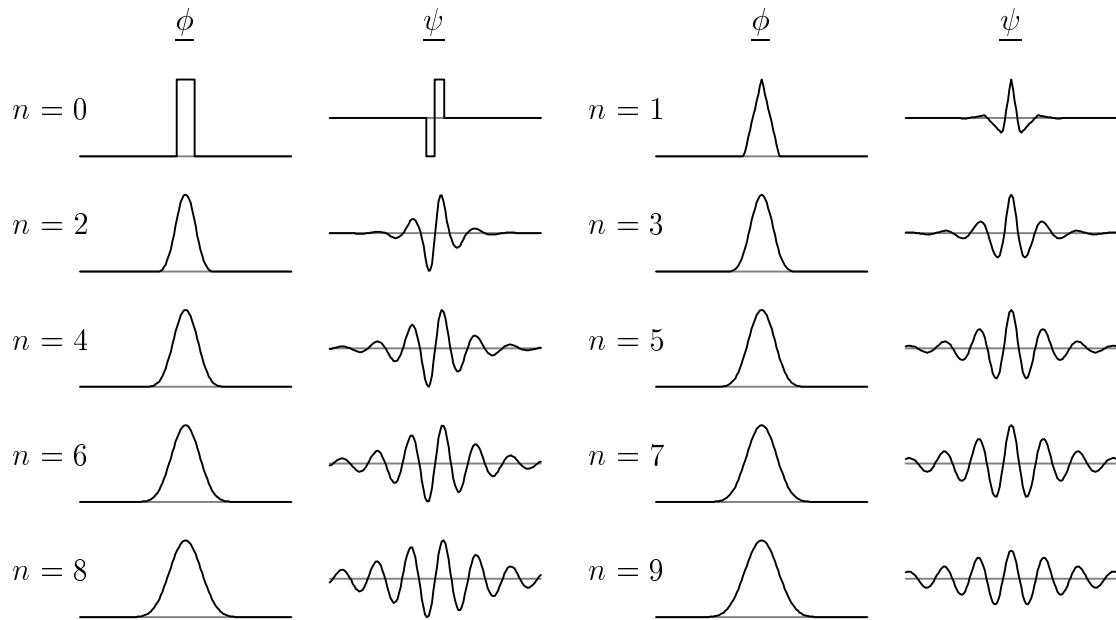 ϕ ψ ϕ ψ
n = 0 n = 1
n = 2 n = 3
n = 4 n = 5
n = 6 n = 7
n = 8 n = 9